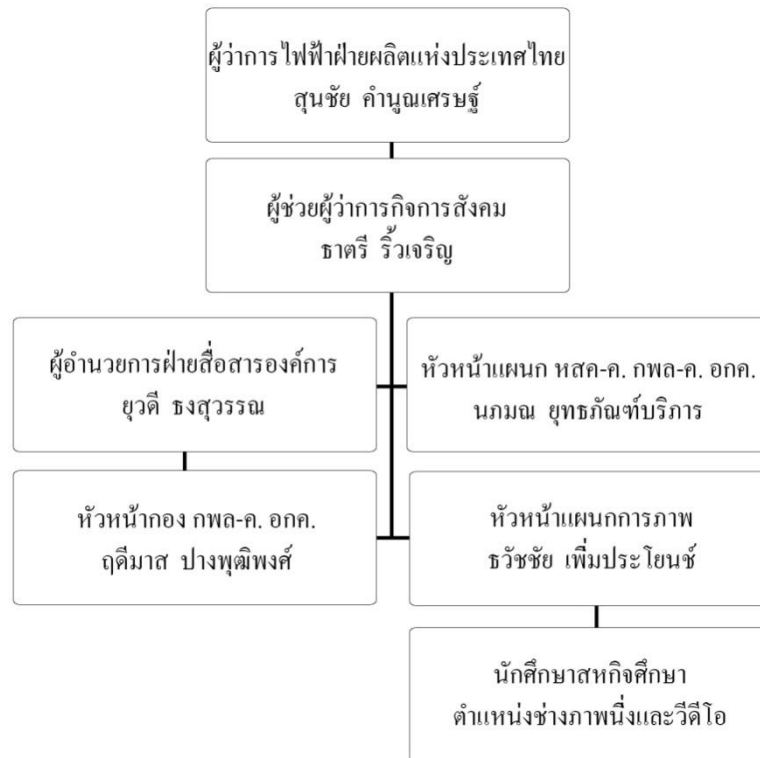 ผู้ว่าการไฟฟ้าฝ่ายผลิตแห่งประเทศไทย
สุนชัย คำนูณเศรษฐ์
ผู้ช่วยผู้ว่าการกิจการสังคม
ธาตรี ริ้วเจริญ
ผู้อำนวยการฝ่ายสื่อสารองค์การ
ยุวดี ธงสุวรรณ
หัวหน้าแผนก หสค-ค. กพล-ค. อกค.
นภมณ ยุทธภัณฑ์บริภาร
หัวหน้ากอง กพล-ค. อกค.
ฤดีมาส ปางพุฒิพงศ์
หัวหน้าแผนกการภาพ
ธวัชชัย เพิ่มประโยนช์
นักศึกษาสหกิจศึกษา
ตำแหน่งช่างภาพนิ่งและวีดีโอ